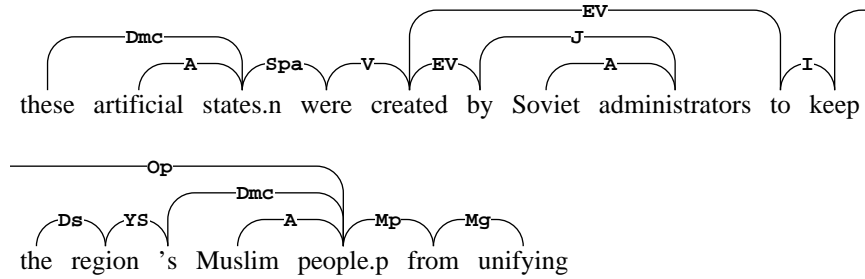 EV
Dmc J
A Spa V EV A I
these artificial states.n were created by Soviet administrators to keep
Op
Dmc
Ds YS A Mp Mg
the region 's Muslim people.p from unifying